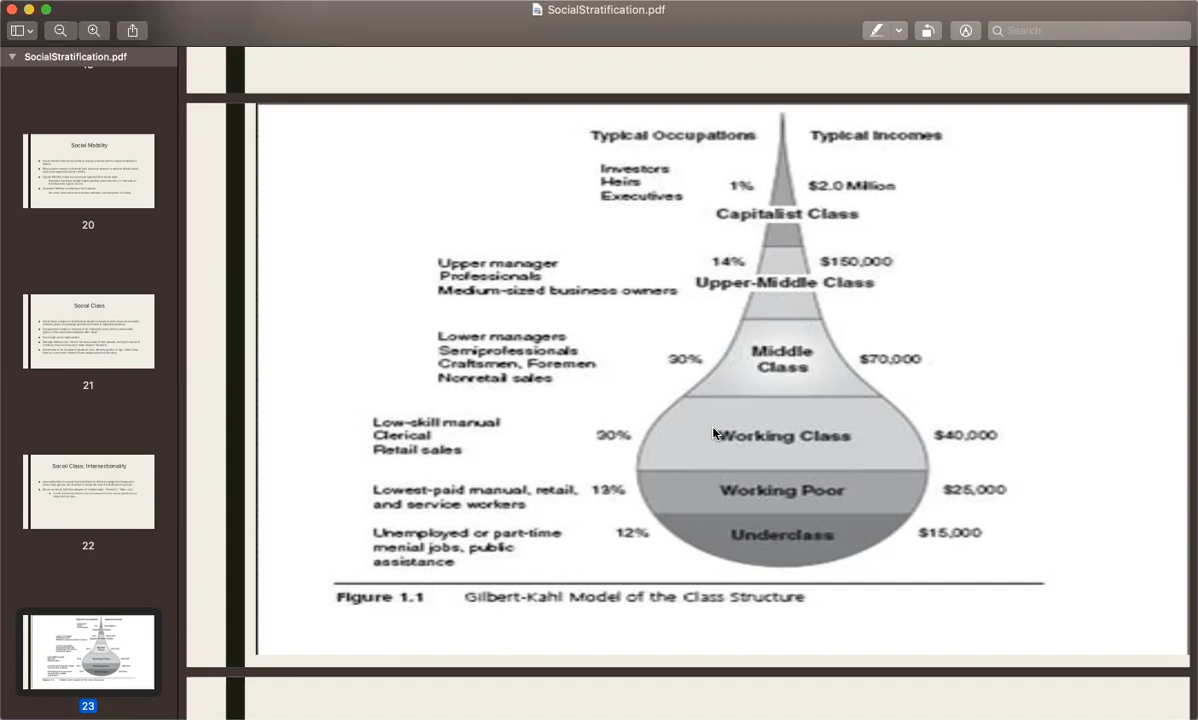 SocialStratification.pdf
Search
SocialStratification.pdf
Social Mobility
20
Social Class
21
Social Class: Intersectionality
22
23
Typical Occupations
Typical Incomes
Investors
Heirs
Executives
1%
$2.0 Million
Capitalist Class
Upper manager
Professionals
Medium-sized business owners
14%
$150,000
Upper-Middle Class
Lower managers
Semiprofessionals
Craftsmen, Foremen
Nonretail sales
30%
Middle
Class
$70,000
Low-skill manual
Clerical
Retail sales
30%
Working Class
$40,000
Lowest-paid manual, retail,
and service workers
13%
Working Poor
$25,000
Unemployed or part-time
menial jobs, public
assistance
12%
Underclass
$15,000
Figure 1.1 Gilbert-Kahl Model of the Class Structure